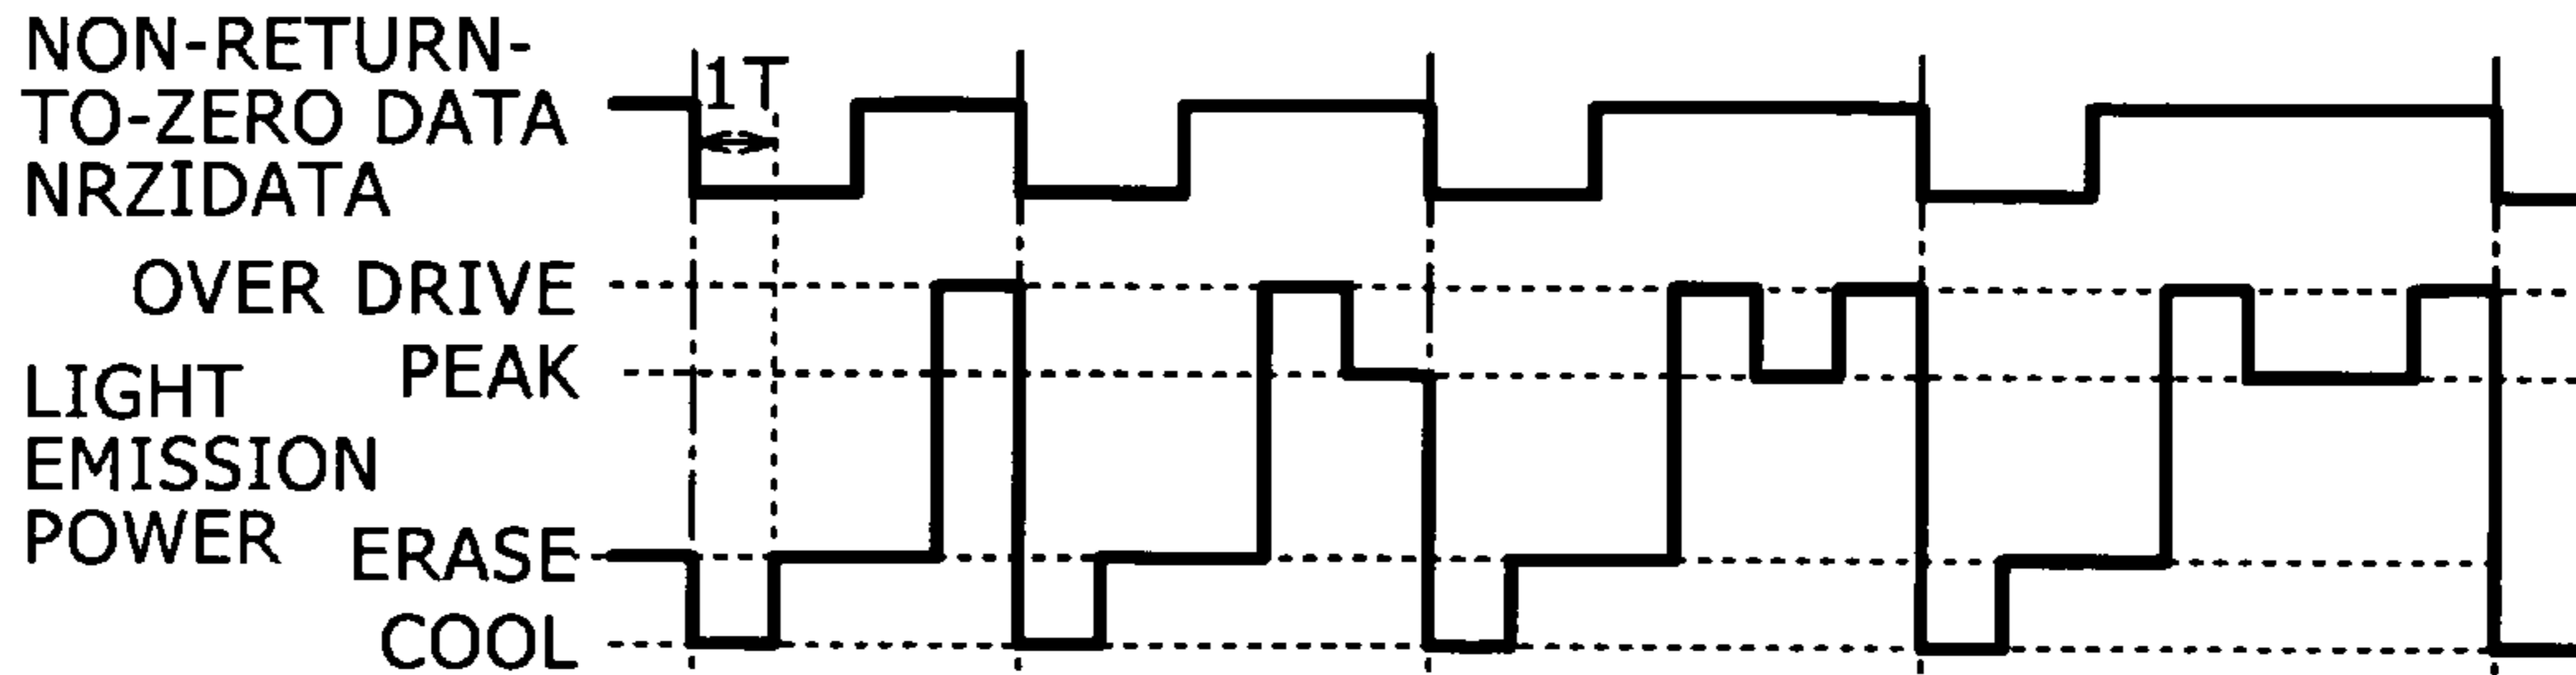 NON-RETURN-
TO-ZERO DATA
NRZIDATA
1T
OVER DRIVE
PEAK
LIGHT
EMISSION
POWER
ERASE
COOL